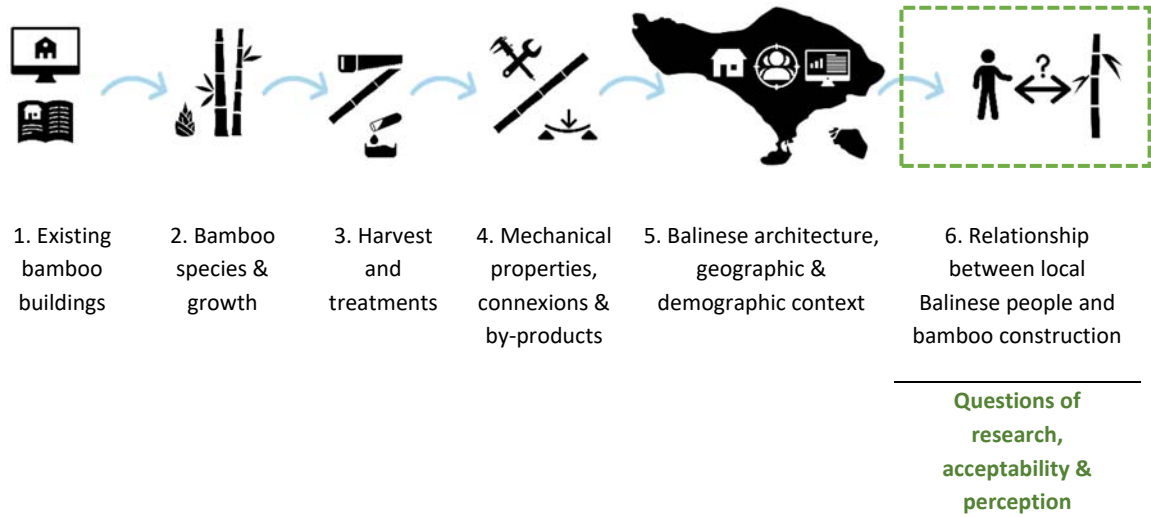 ?
1. Existing
bamboo
buildings
2. Bamboo
species &
growth
3. Harvest
and
treatments
4. Mechanical
properties,
connexions &
by-products
5. Balinese architecture,
geographic &
demographic context
6. Relationship
between local
Balinese people and
bamboo construction
Questions of
research,
acceptability &
perception